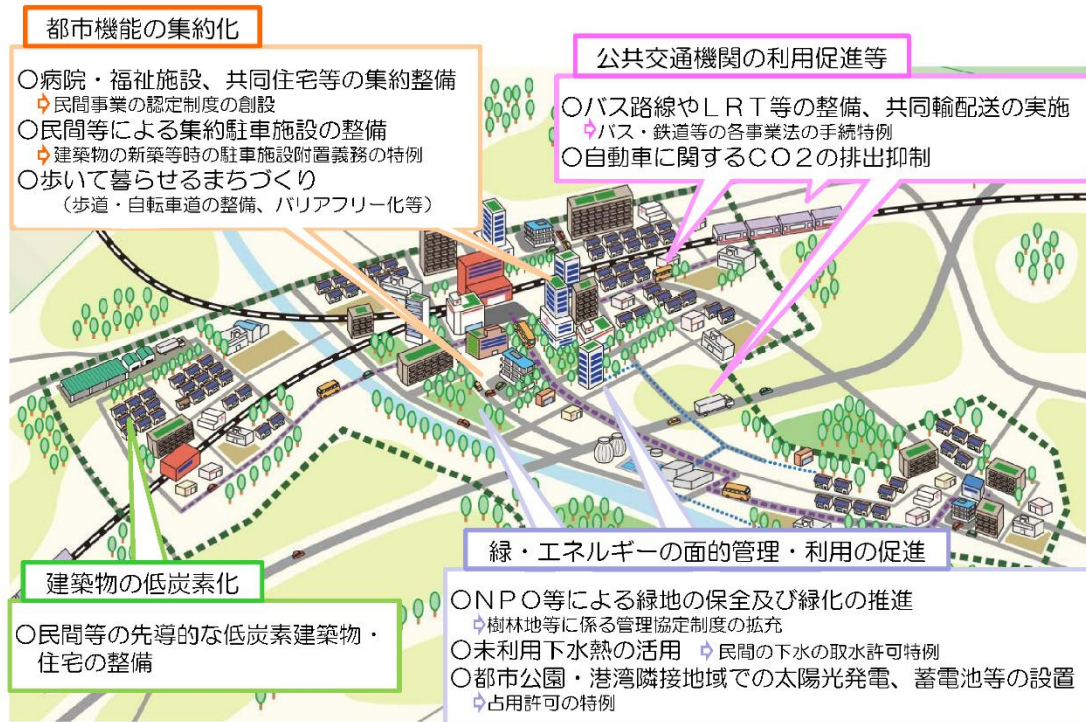 都市機能の集約化
○病院・福祉施設、共同住宅等の集約整備
⇨民間事業の認定制度の創設
○民間等による集約駐車施設の整備
⇨建築物の新築等時の駐車施設附置義務の特例
○歩いて暮らせるまちづくり
（歩道・自転車道の整備、バリアフリー化等）
公共交通機関の利用促進等
○バス路線やＬＲＴ等の整備、共同輸配送の実施
⇨バス・鉄道等の各事業法の手続特例
○自動車に関するＣＯ２の排出抑制
建築物の低炭素化
○民間等の先導的な低炭素建築物・
住宅の整備
緑・エネルギーの面的管理・利用の促進
○ＮＰＯ等による緑地の保全及び緑化の推進
⇨樹林地等に係る管理協定制度の拡充
○未利用下水熱の活用 ⇨民間の下水の取水許可特例
○都市公園・港湾隣接地域での太陽光発電、蓄電池等の設置
⇨占用許可の特例